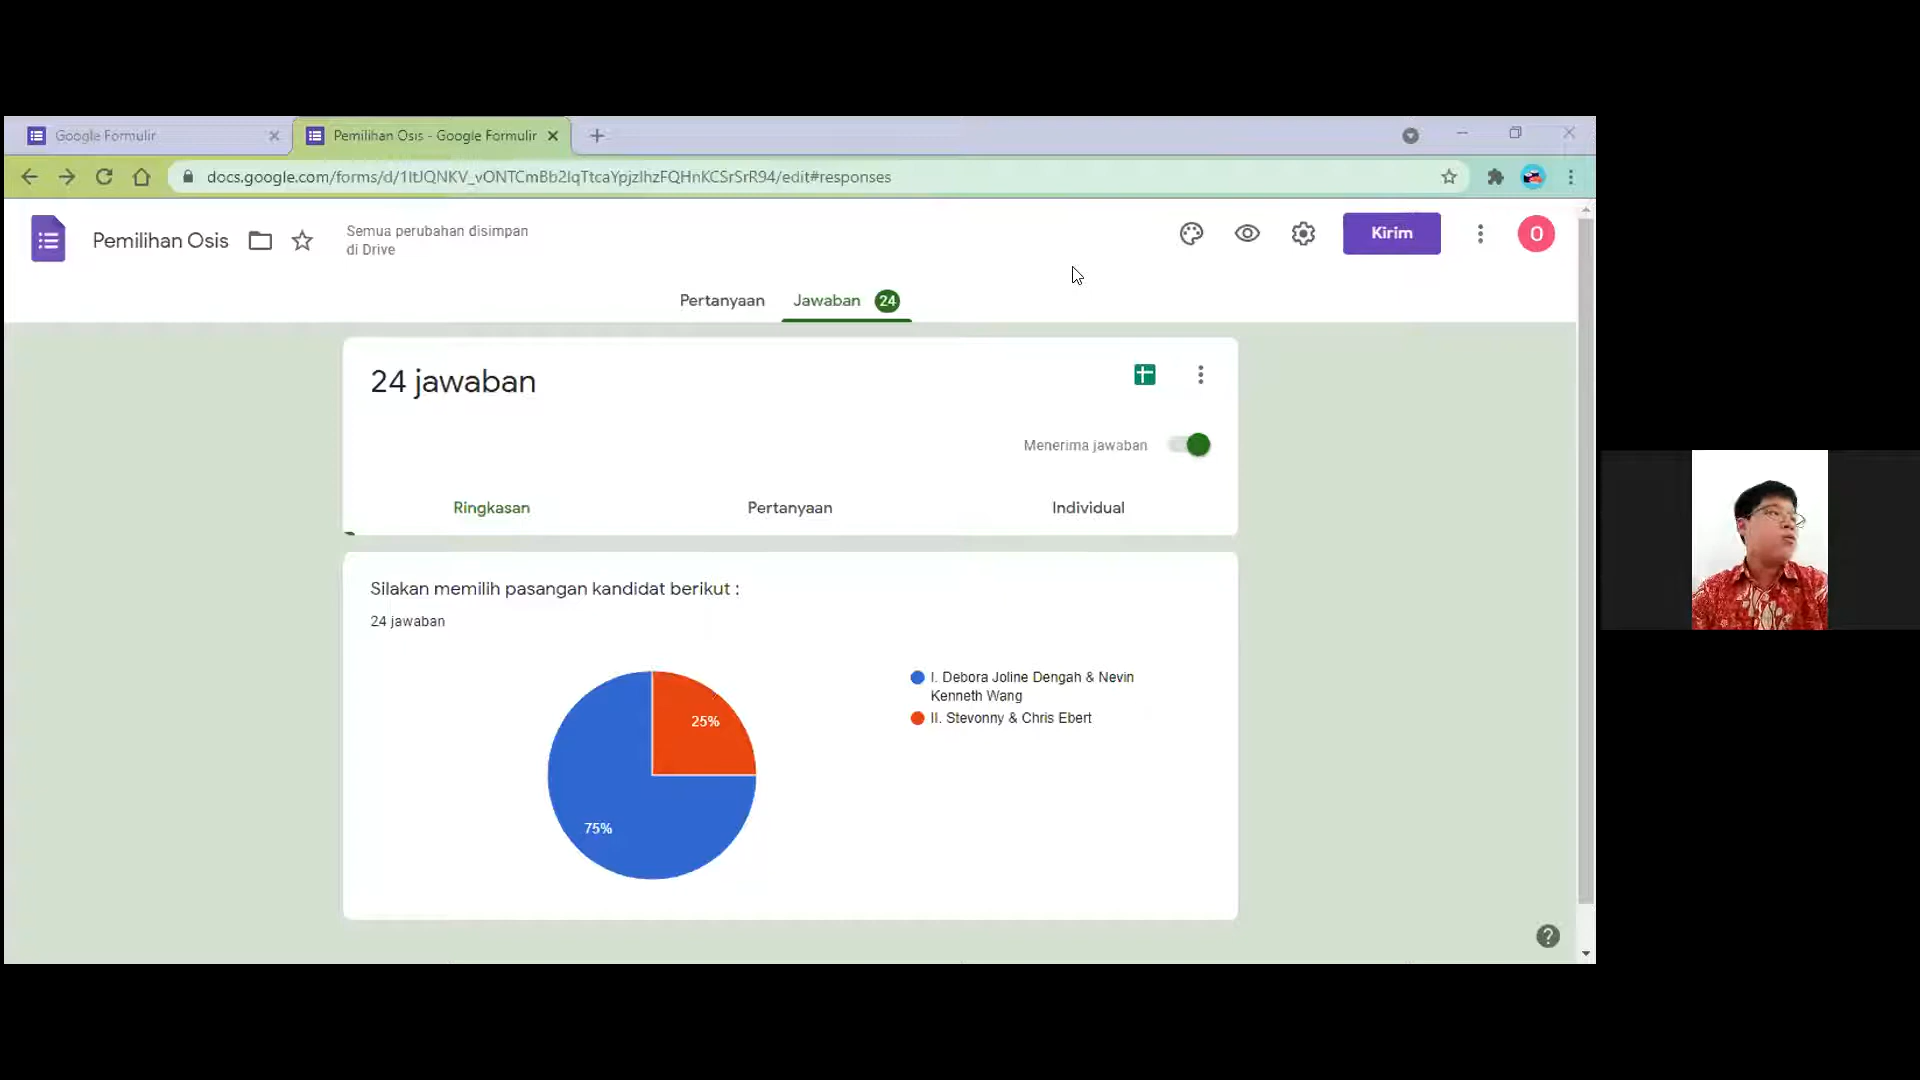 Google Formulir
Pemilihan Osis - Google Formulir
docs.google.com/forms/d/1ItJQNKV_vONTCmBb2IqTtcaYpjzIhzFQHnKCSrSrR94/edit#responses
Pemilihan Osis
Semua perubahan disimpan
di Drive
Kirim
O
Pertanyaan Jawaban 24
24 jawaban
Menerima jawaban
Ringkasan Pertanyaan Individual
Silakan memilih pasangan kandidat berikut :
24 jawaban
I. Debora Joline Dengah & Nevin
Kenneth Wang
II. Stevonny & Chris Ebert
25%
75%